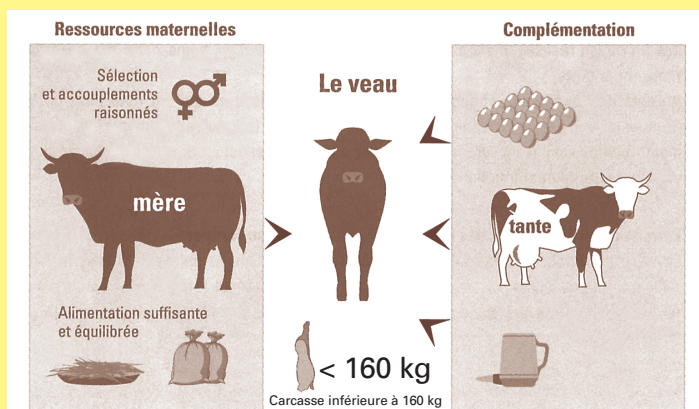 Ressources maternelles
Sélection
et accouplements
raisonnés
mère
Alimentation suffisante
et équilibrée
Le veau
< 160 kg
Carcasse inférieure à 160 kg
Complémentation
tante